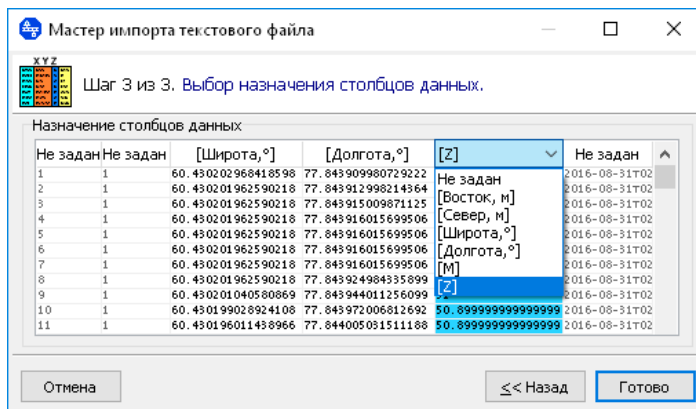 Мастер импорта текстового файла
X Y Z
Шаг 3 из 3. Выбор назначения столбцов данных.
Назначение столбцов данных
Не задан Не задан [Широта,°] [Долгота,°] [Z] Не задан
1 1 60.430202968418598 77.843909980729222 2016-08-31T02
2 1 60.430201962590218 77.843912998214364 Не задан 2016-08-31T02
3 1 60.430201962590218 77.843915009871125 [Восток, м] 2016-08-31T02
4 1 60.430201962590218 77.843916015699506 [Север, м] 2016-08-31T02
5 1 60.430201962590218 77.843916015699506 [Широта,°] 2016-08-31T02
6 1 60.430201962590218 77.843916015699506 [Долгота,°] 2016-08-31T02
7 1 60.430201962590218 77.843916015699506 [M] 2016-08-31T02
8 1 60.430201962590218 77.843924984335899 [Z] 2016-08-31T02
9 1 60.430201040580869 77.843944011256099 2016-08-31T02
10 1 60.430199028924108 77.843972006812692 50.899999999999999 2016-08-31T02
11 1 60.430196011438966 77.844005031511188 50.899999999999999 2016-08-31T02
Отмена << Назад Готово